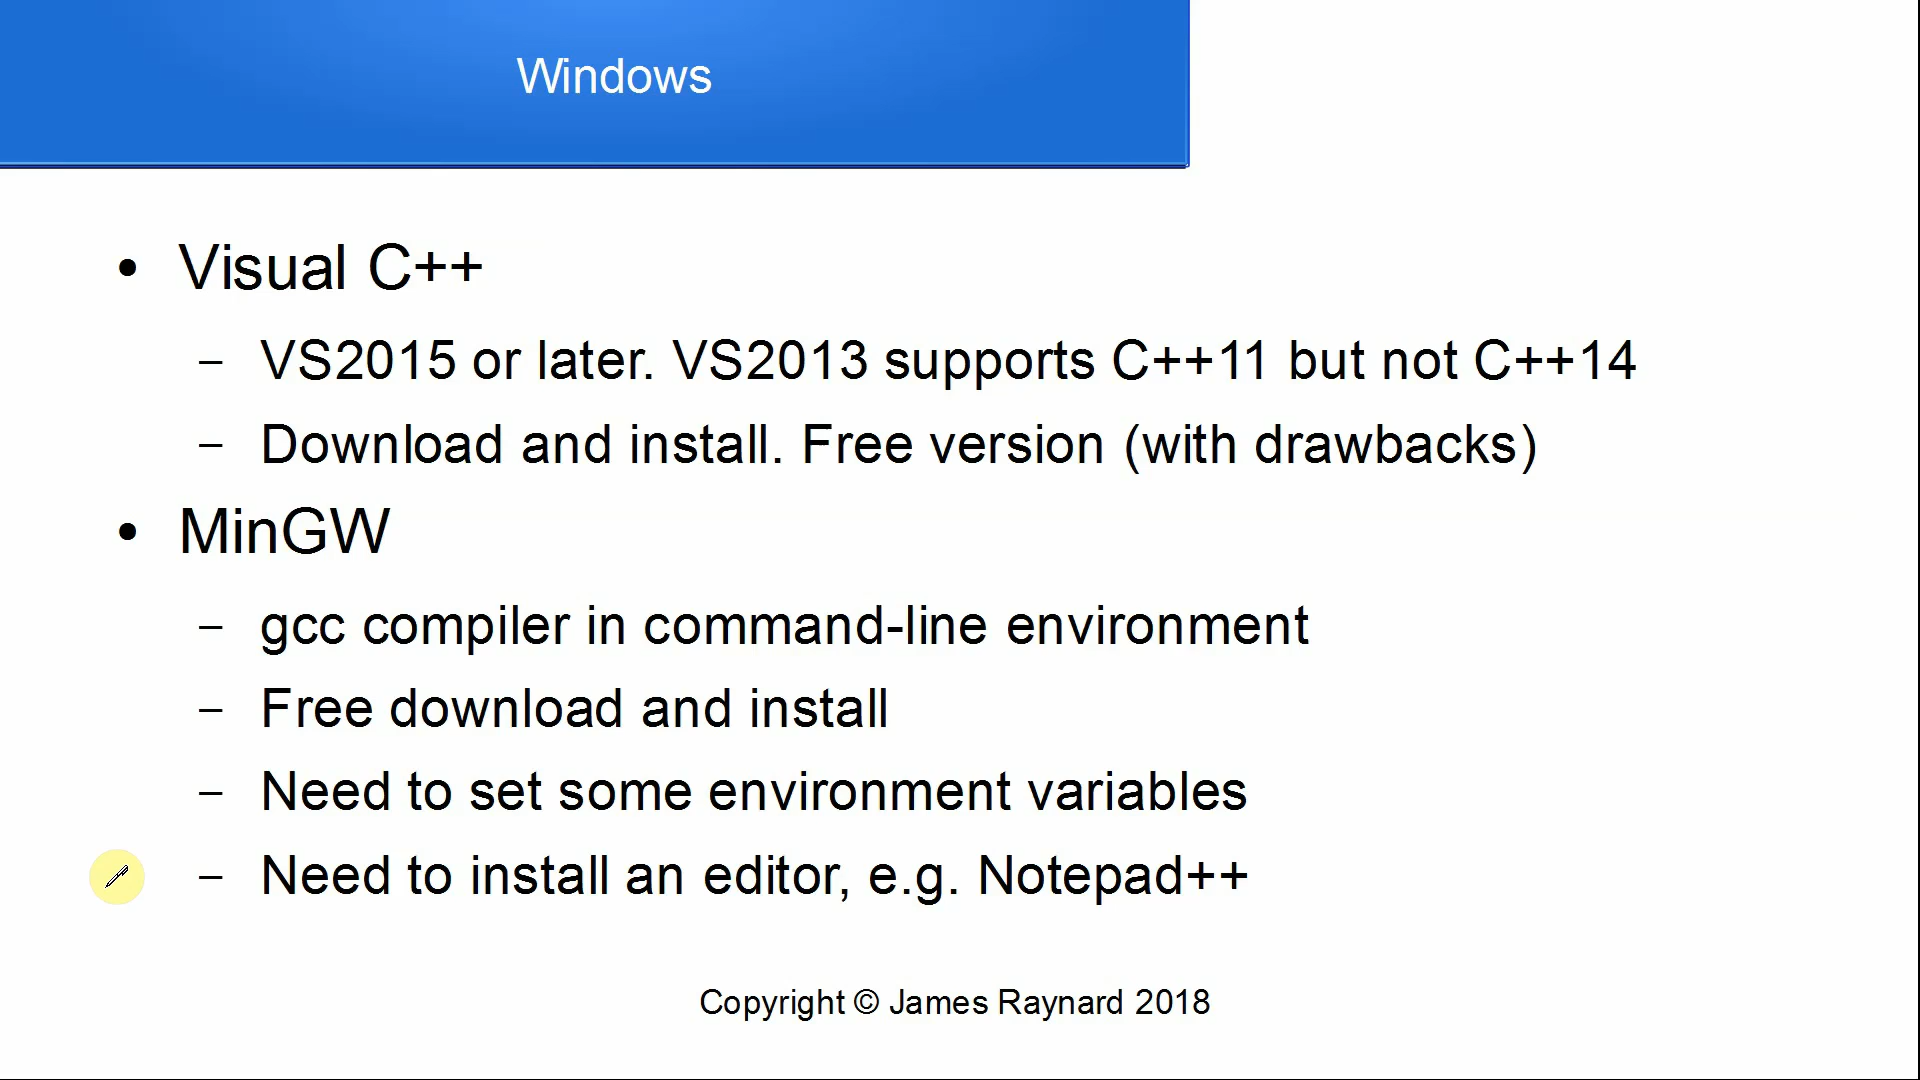 Windows
• Visual C++
– VS2015 or later. VS2013 supports C++11 but not C++14
– Download and install. Free version (with drawbacks)
• MinGW
– gcc compiler in command-line environment
– Free download and install
– Need to set some environment variables
– Need to install an editor, e.g. Notepad++
Copyright © James Raynard 2018